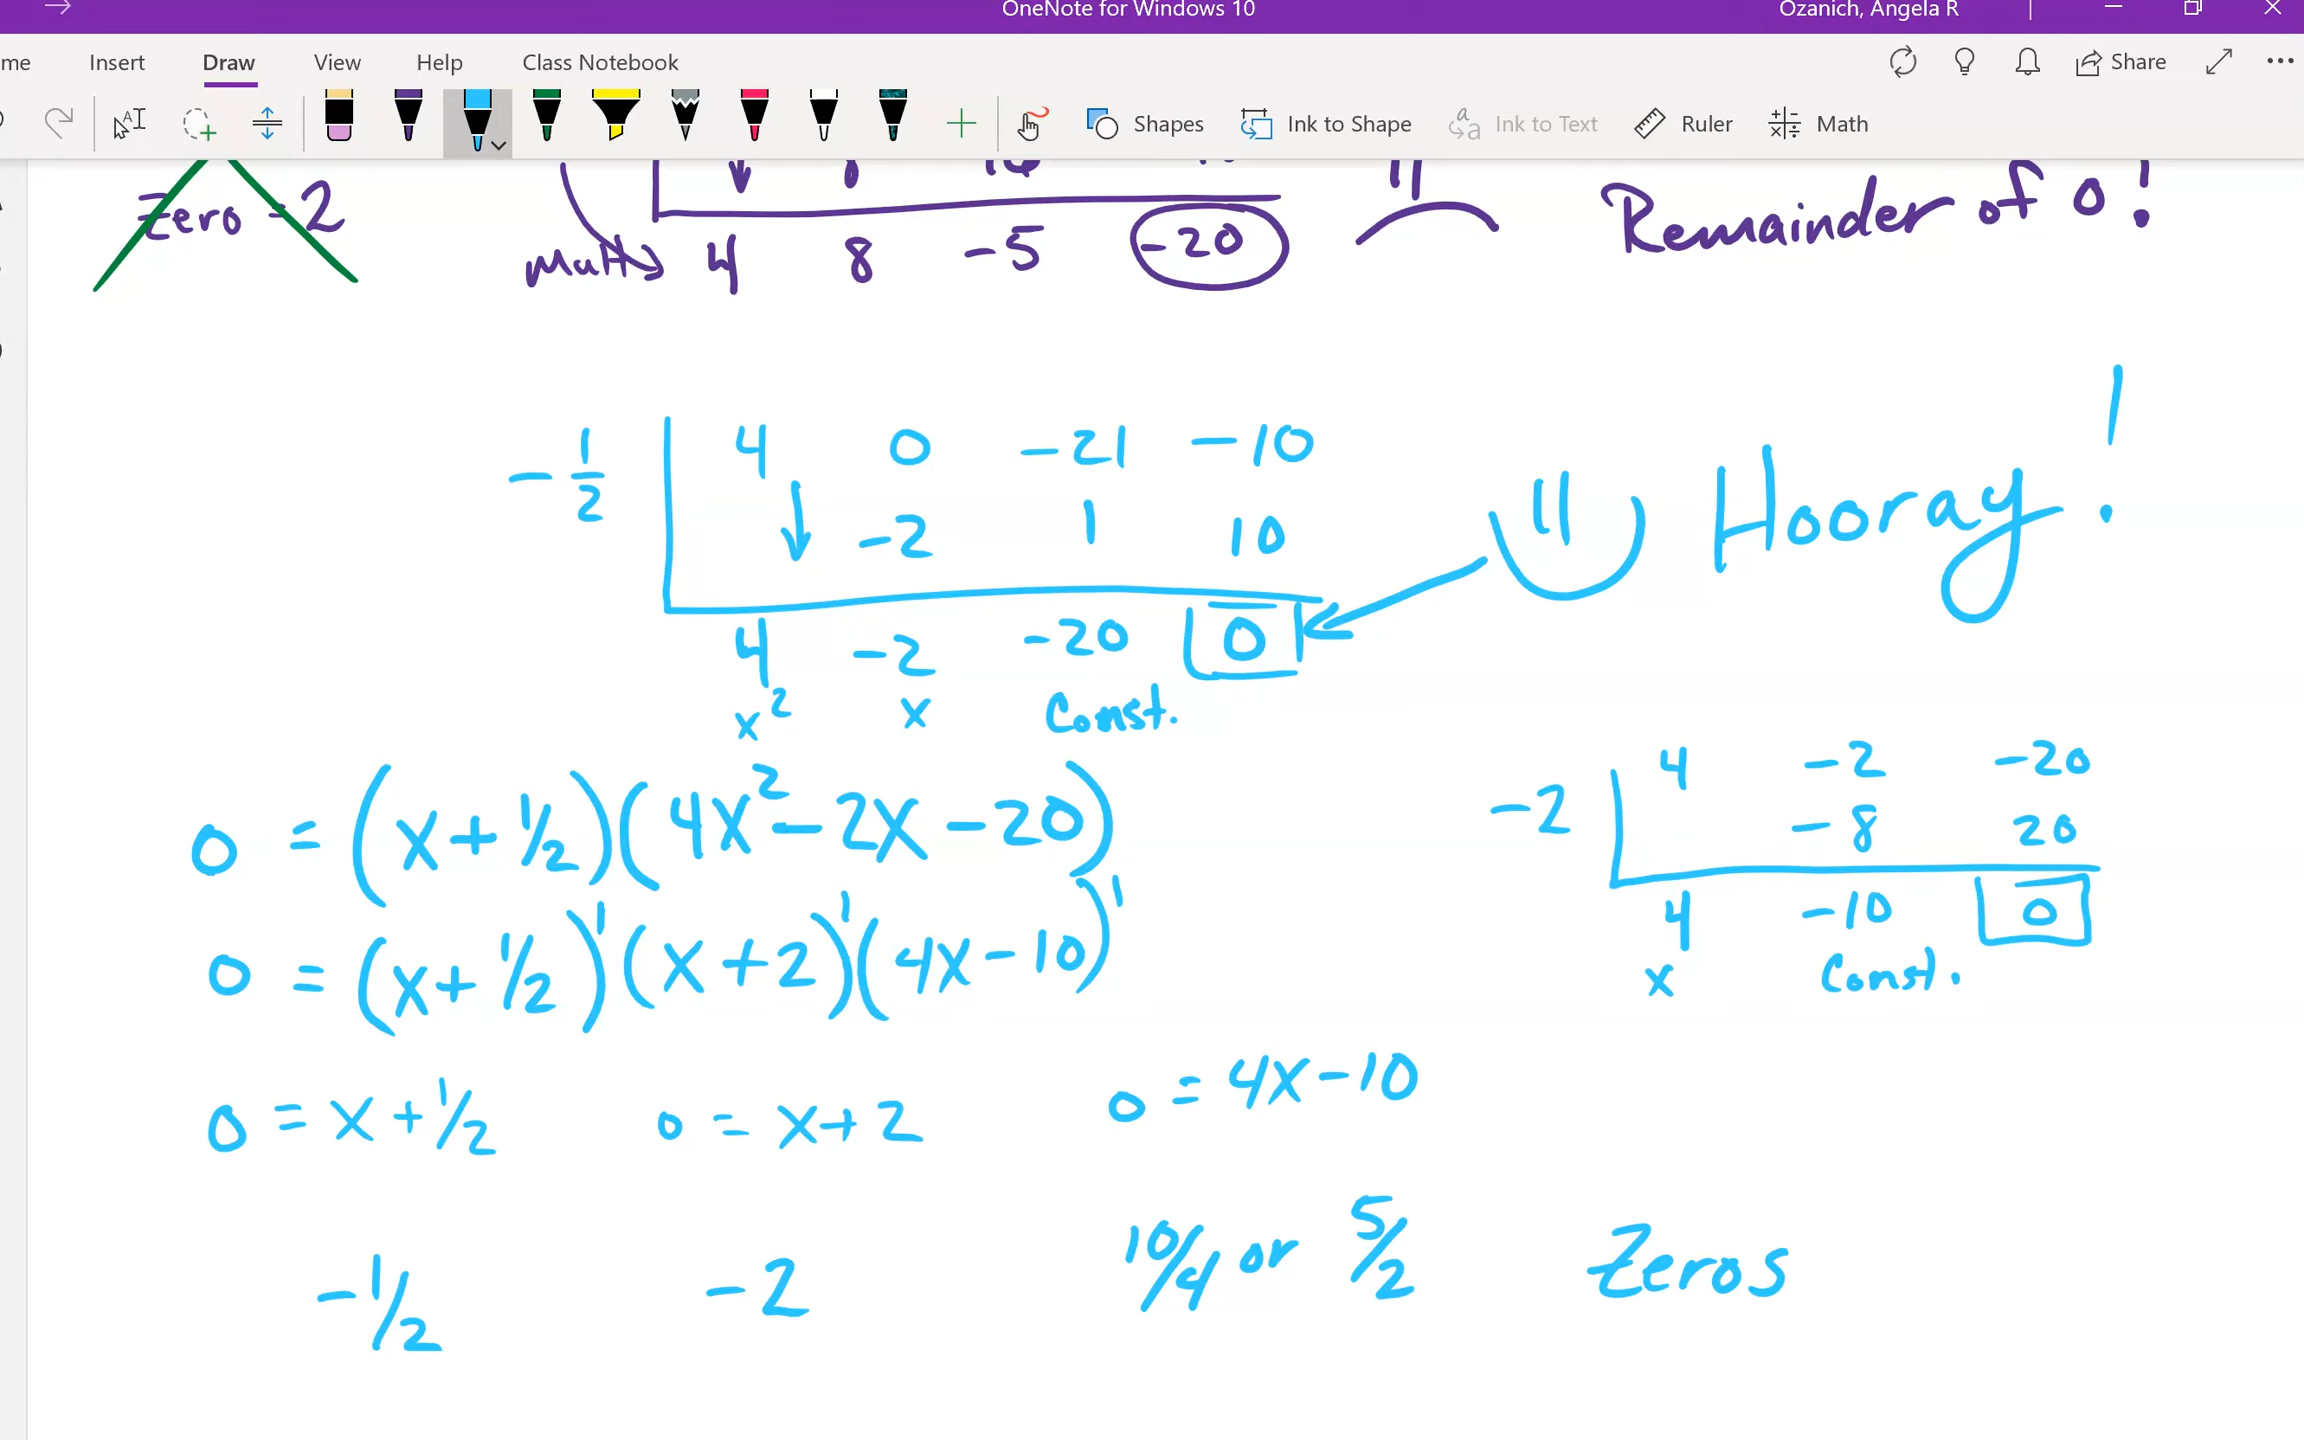 OneNote for Windows 10 Ozanich, Angela R
me Insert Draw View Help Class Notebook Share
Shapes Ink to Shape Ink to Text Ruler Math
Zero = 2
Remainder of 0!
Mult 4 8 -5 -20
-1/2 4 0 -21 -10
-2 1 10
Hooray!
4 -2 -20 0
x² x Const.
0 = (x + 1/2)(4x² - 2x - 20)
-2 4 -2 -20
-8 20
4 -10 0
x Const.
0 = (x + 1/2)¹(x + 2)¹(4x - 10)¹
0 = x + 1/2 0 = x + 2 0 = 4x - 10
-1/2 -2 10/4 or 5/2 Zeros